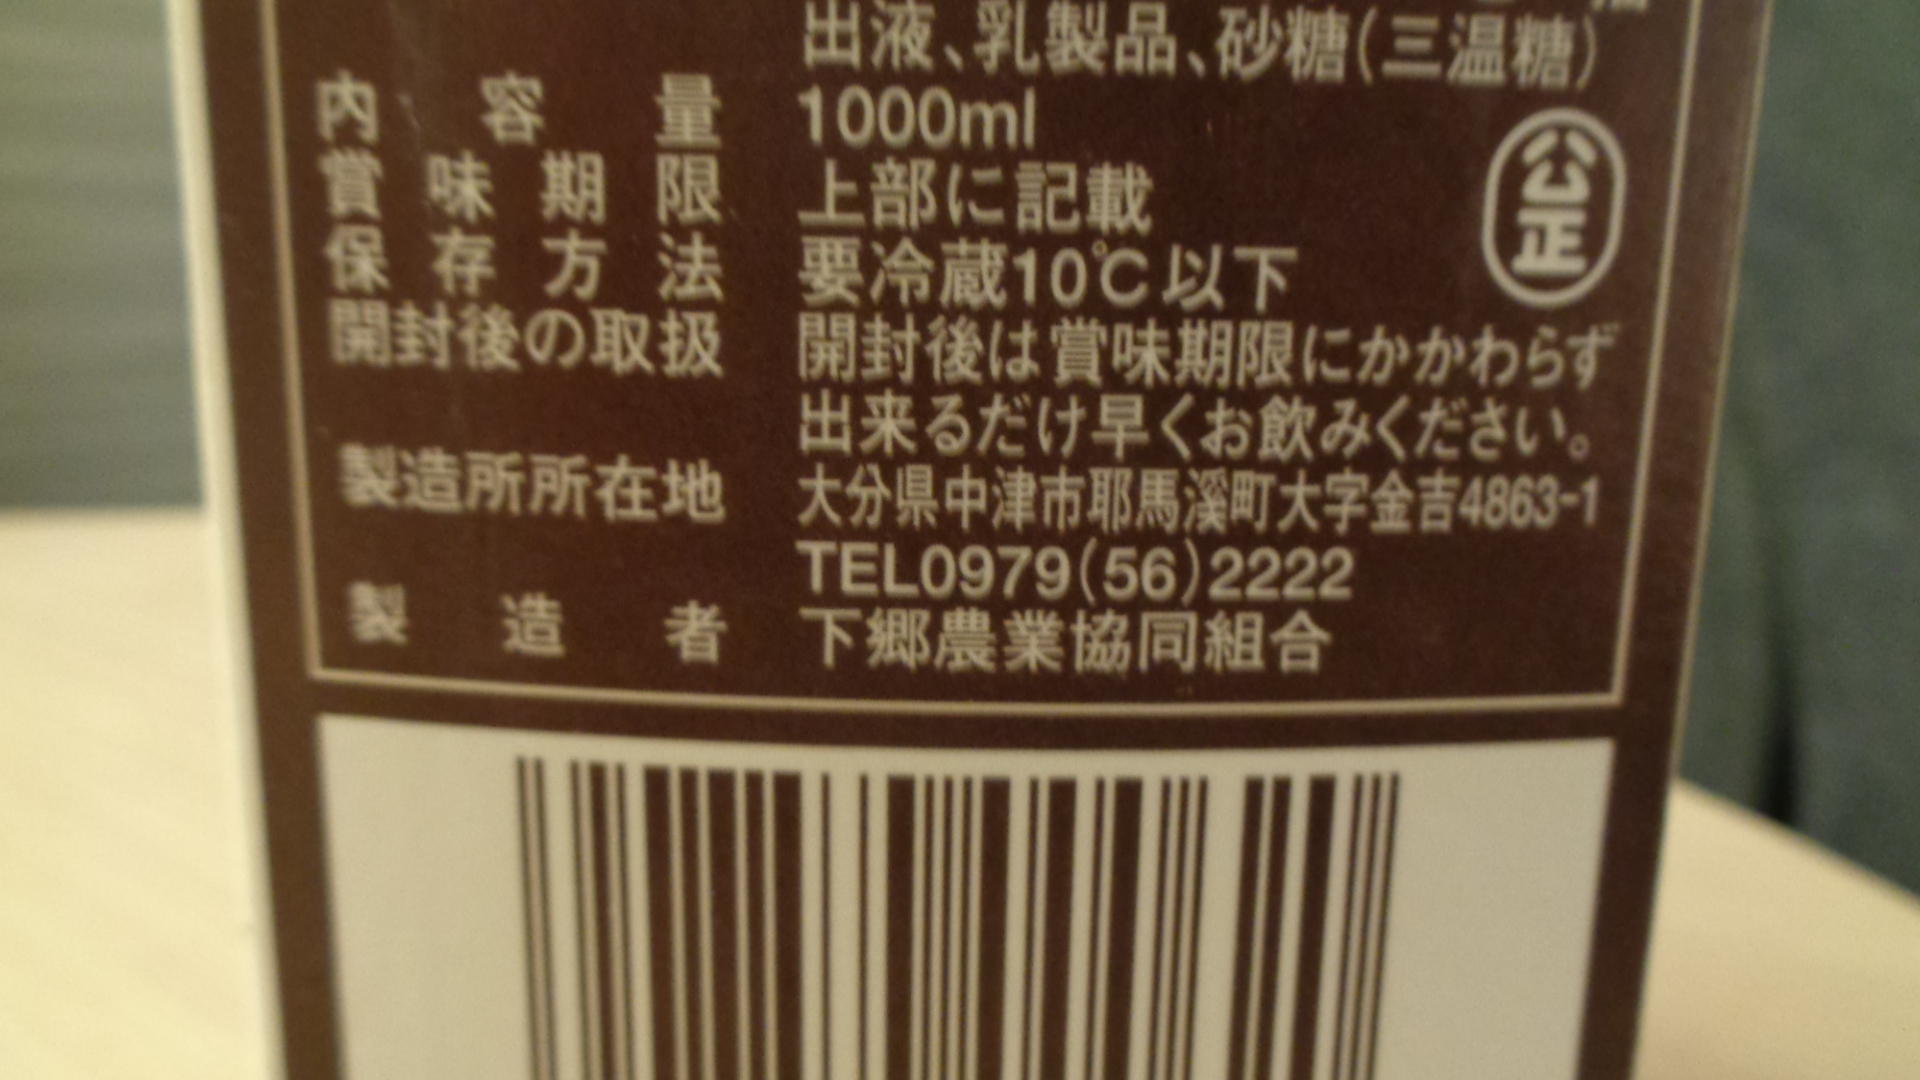 出液、乳製品、砂糖(三温糖)
内容量 1000ml
賞味期限 上部に記載
保存方法 要冷蔵10℃以下
開封後の取扱 開封後は賞味期限にかかわらず
出来るだけ早くお飲みください。
製造所所在地 大分県中津市耶馬溪町大字金吉4863-1
TEL0979(56)2222
製造者 下郷農業協同組合
公正